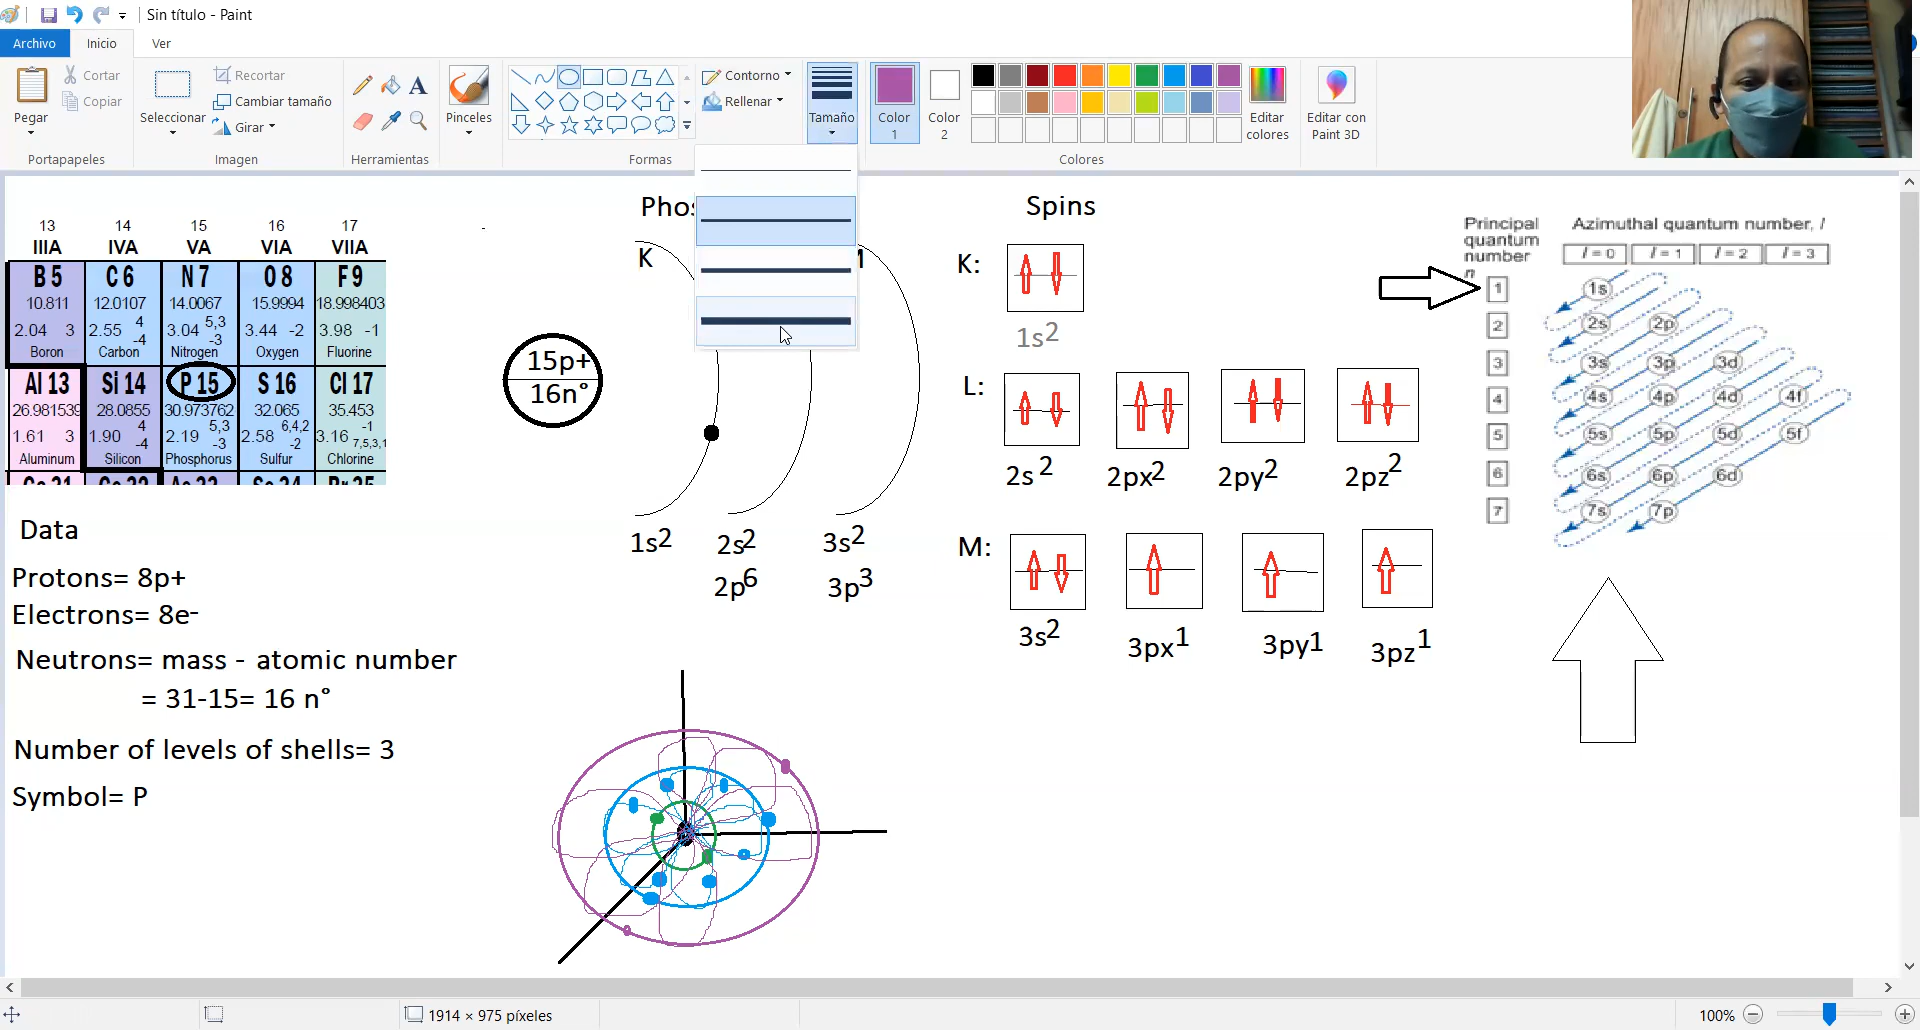 Sin título - Paint
Archivo
Inicio
Ver
Pegar
Cortar
Copiar
Portapapeles
Seleccionar
Recortar
Cambiar tamaño
Girar
Imagen
A
Herramientas
Pinceles
Formas
Contorno
Rellenar
Tamaño
Color 1
Color 2
Editar colores
Colores
Editar con Paint 3D
13 14 15 16 17
IIIA IVA VA VIA VIIA
B 5 C 6 N 7 O 8 F 9
10.811 12.0107 14.0067 15.9994 18.998403
2.04 3 2.55 4 -4 3.04 5,3 -3 3.44 -2 3.98 -1
Boron Carbon Nitrogen Oxygen Fluorine
Al 13 Si 14 P 15 S 16 Cl 17
26.981539 28.0855 30.973762 32.065 35.453
1.61 3 1.90 4 -4 2.19 5,3 -3 2.58 6,4,2 -2 3.16 -1 7,5,3,1
Aluminum Silicon Phosphorus Sulfur Chlorine
Data
Protons= 8p+
Electrons= 8e-
Neutrons= mass - atomic number
= 31-15= 16 n°
Number of levels of shells= 3
Symbol= P
Phos
K
15p+
16n°
1s2 2s2 3s2
2p6 3p3
Spins
K:
1s2
L:
2s2 2px2 2py2 2pz2
M:
3s2 3px1 3py1 3pz1
Principal quantum number n
Azimuthal quantum number, l
l = 0 l = 1 l = 2 l = 3
1 1s
2 2s 2p
3 3s 3p 3d
4 4s 4p 4d 4f
5 5s 5p 5d 5f
6 6s 6p 6d
7 7s 7p
1914 × 975 píxeles
100%